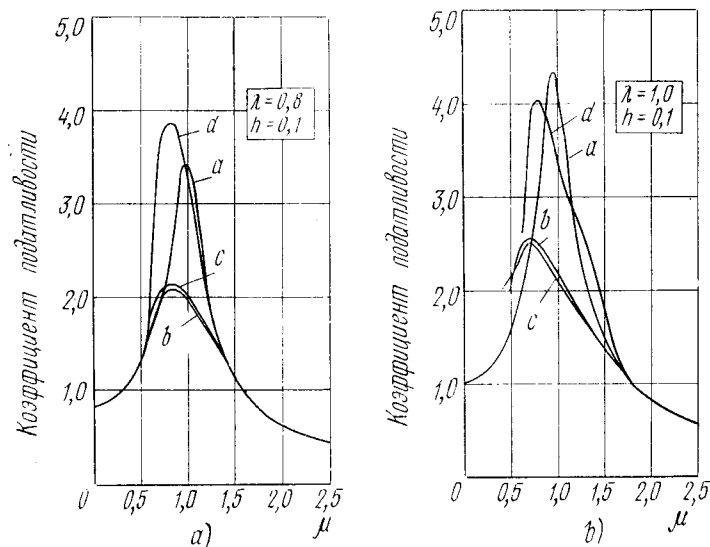 Коэффициент податливости
5,0
4,0
3,0
2,0
1,0
0
0,5
1,0
1,5
2,0
2,5
μ
λ = 0,8
h = 0,1
d
a
c
b
а)
Коэффициент податливости
5,0
4,0
3,0
2,0
1,0
0
0,5
1,0
1,5
2,0
2,5
μ
λ = 1,0
h = 0,1
d
a
b
c
б)